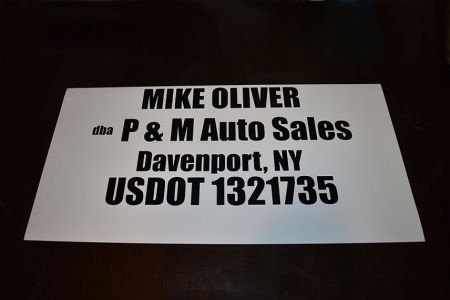 MIKE OLIVER
dba P & M Auto Sales
Davenport, NY
USDOT 1321735